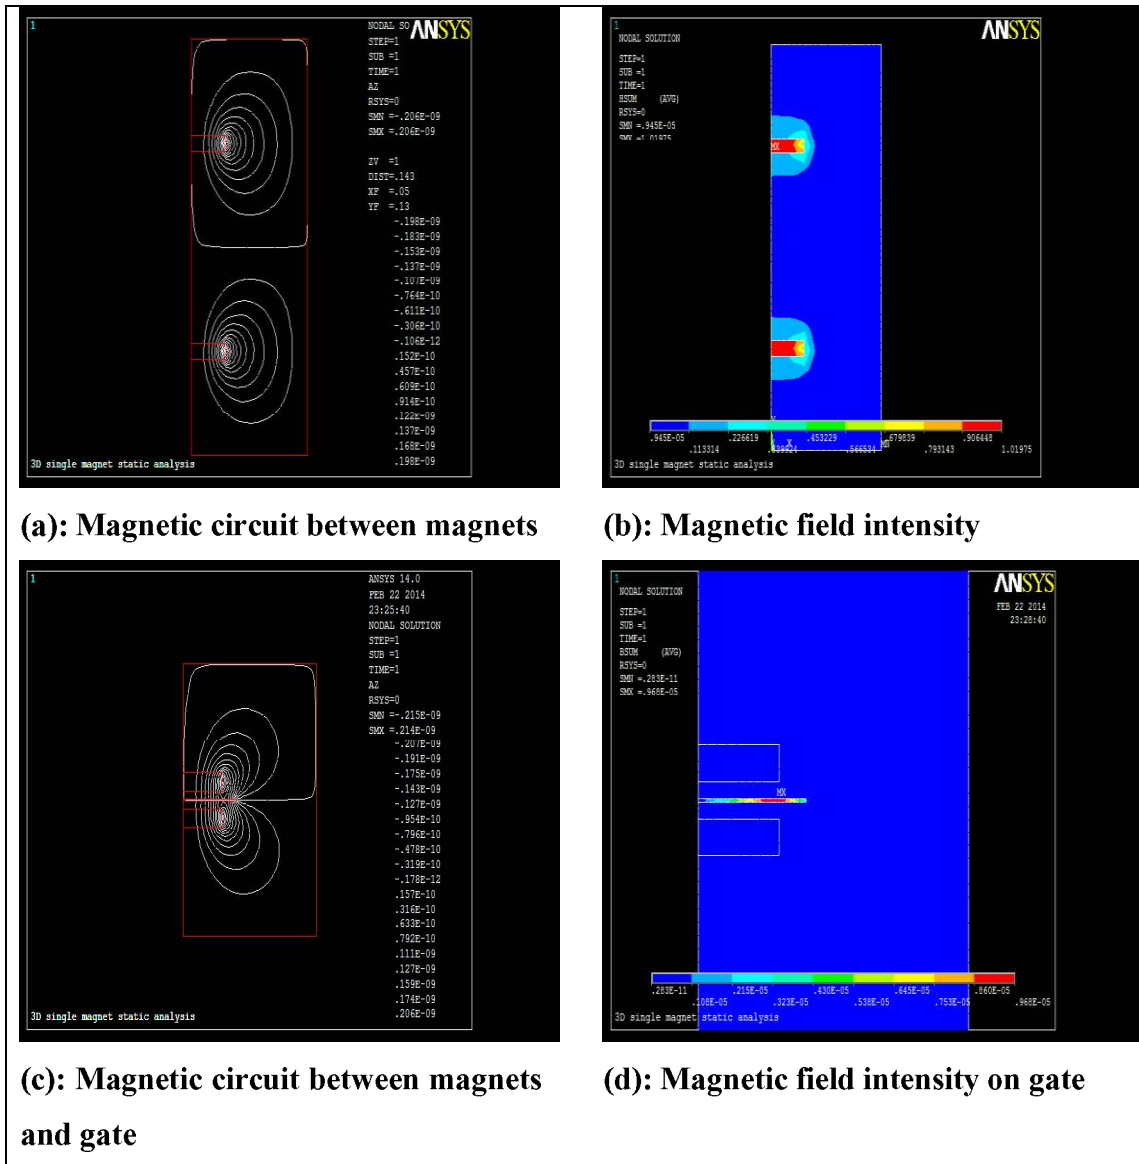 1
NODAL SO
ANSYS
STEP=1
SUB =1
TIME=1
AZ
RSYS=0
SMN =-.206E-09
SMX =.206E-09
ZV =1
DIST=.143
XF =.05
YF =.13
-.198E-09
-.183E-09
-.153E-09
-.137E-09
-.107E-09
-.764E-10
-.611E-10
-.306E-10
-.106E-12
.152E-10
.457E-10
.609E-10
.914E-10
.122E-09
.137E-09
.168E-09
.198E-09
3D single magnet static analysis
1
NODAL SOLUTION
ANSYS
STEP=1
SUB =1
TIME=1
HSUM (AVG)
RSYS=0
SMN =.945E-05
SMX =1.01975
MX
MX
Y
X
.945E-05
.113314
.226619
.339924
.453229
.566534
.679839
.793143
.906448
1.01975
3D single magnet static analysis
(a): Magnetic circuit between magnets
(b): Magnetic field intensity
1
ANSYS 14.0
FEB 22 2014
23:25:40
NODAL SOLUTION
STEP=1
SUB =1
TIME=1
AZ
RSYS=0
SMN =-.215E-09
SMX =.214E-09
-.207E-09
-.191E-09
-.175E-09
-.143E-09
-.127E-09
-.954E-10
-.796E-10
-.478E-10
-.319E-10
-.178E-12
.157E-10
.316E-10
.633E-10
.792E-10
.111E-09
.127E-09
.159E-09
.174E-09
.206E-09
3D single magnet static analysis
1
NODAL SOLUTION
ANSYS
FEB 22 2014
23:28:40
STEP=1
SUB =1
TIME=1
BSUM (AVG)
RSYS=0
SMN =.283E-11
SMX =.968E-05
MX
.283E-11
.108E-05
.215E-05
.323E-05
.430E-05
.538E-05
.645E-05
.753E-05
.860E-05
.968E-05
3D single magnet static analysis
(c): Magnetic circuit between magnets
and gate
(d): Magnetic field intensity on gate